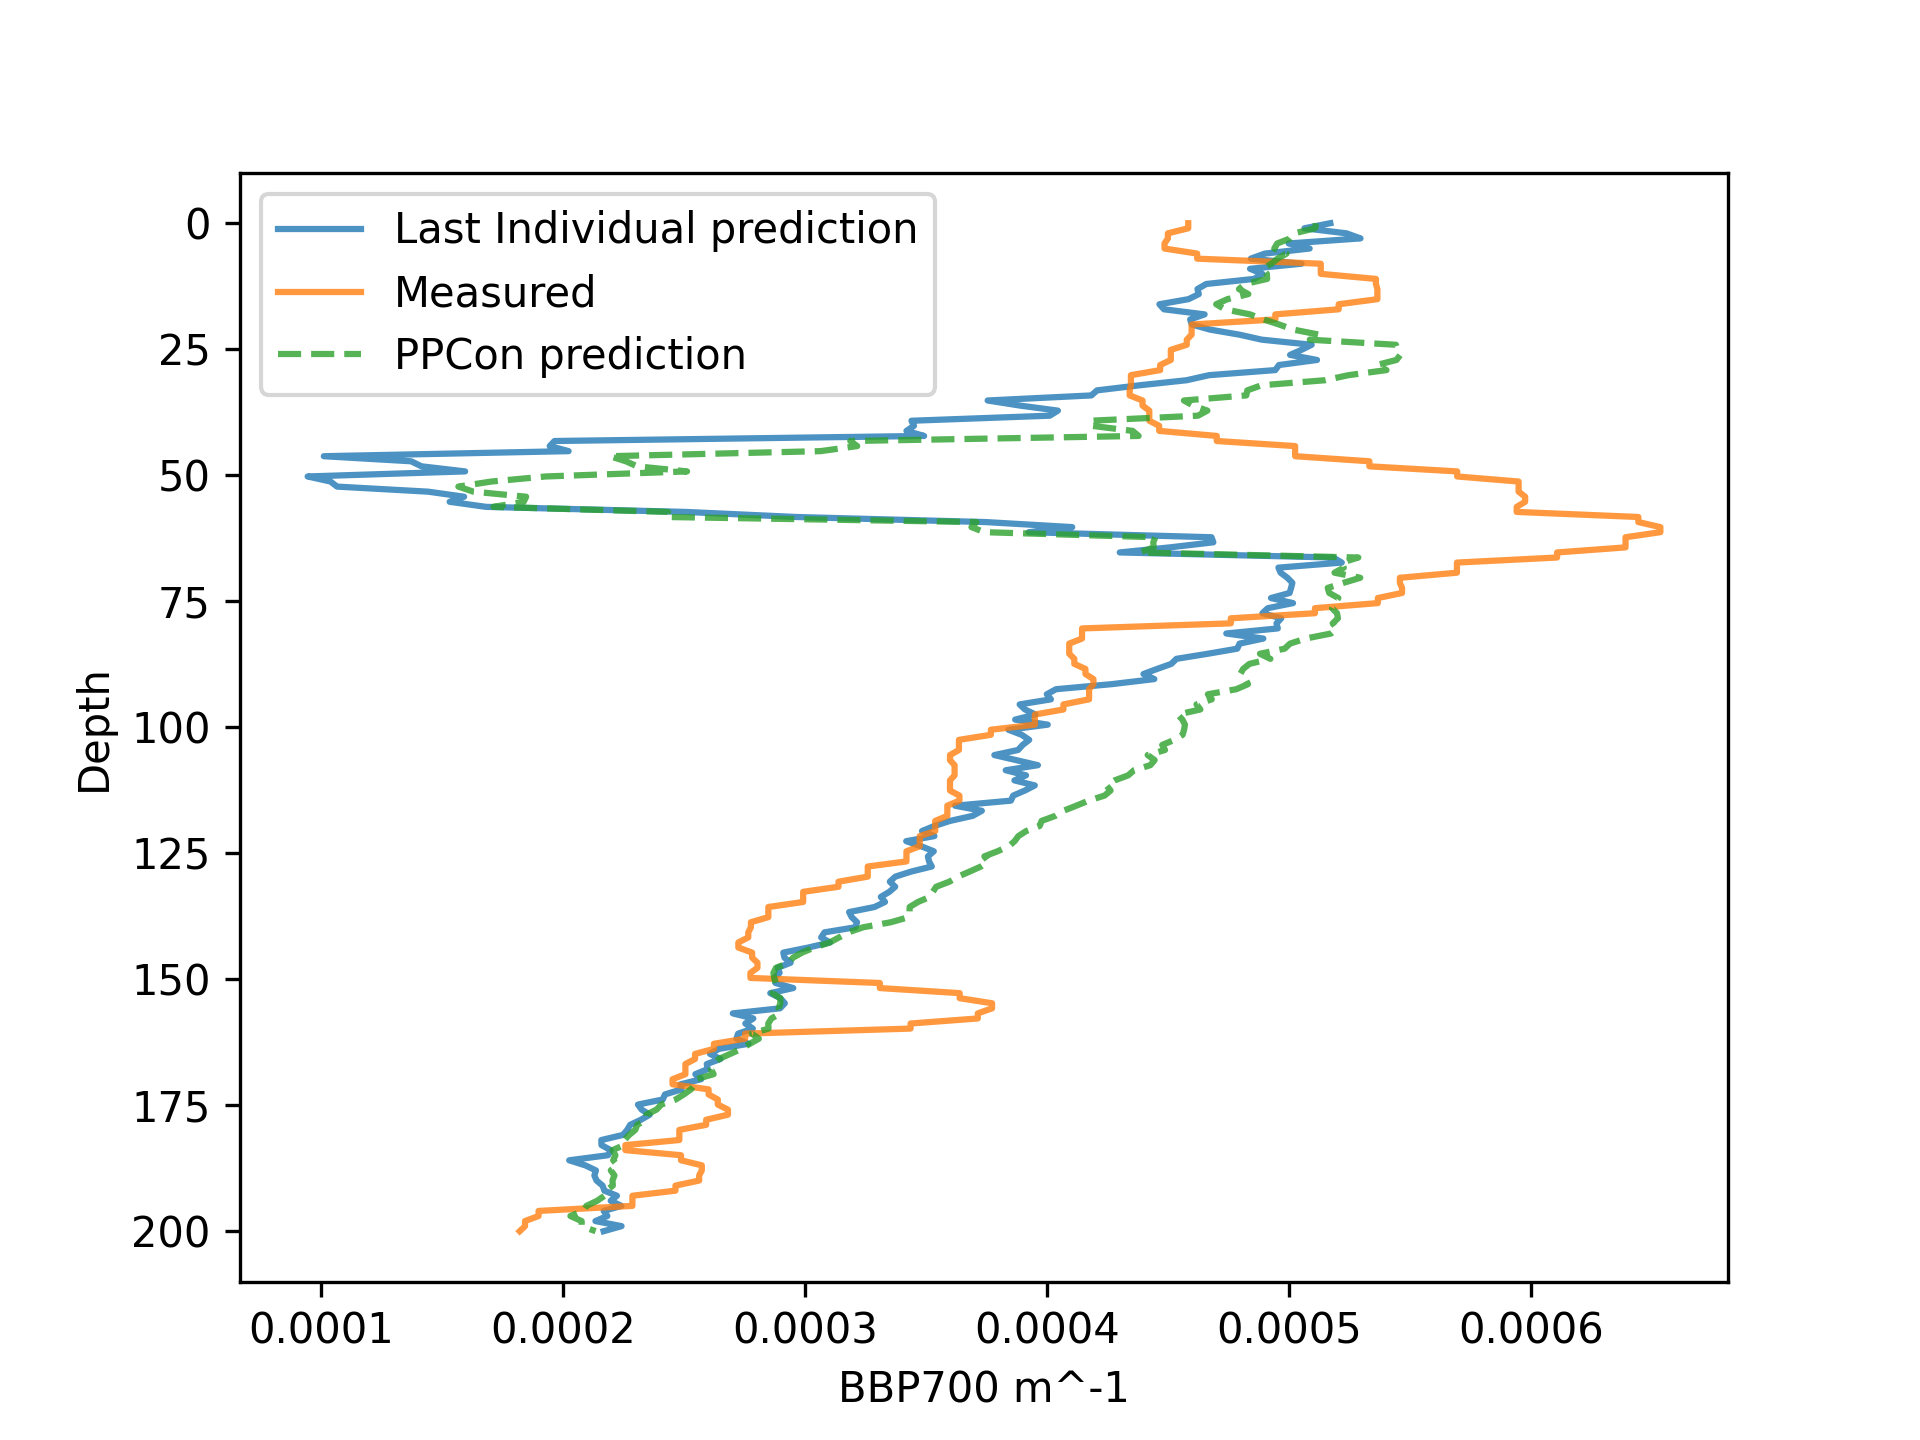 Last Individual prediction
Measured
PPCon prediction
0
25
50
75
100
125
150
175
200
Depth
0.0001 0.0002 0.0003 0.0004 0.0005 0.0006
BBP700 m^-1